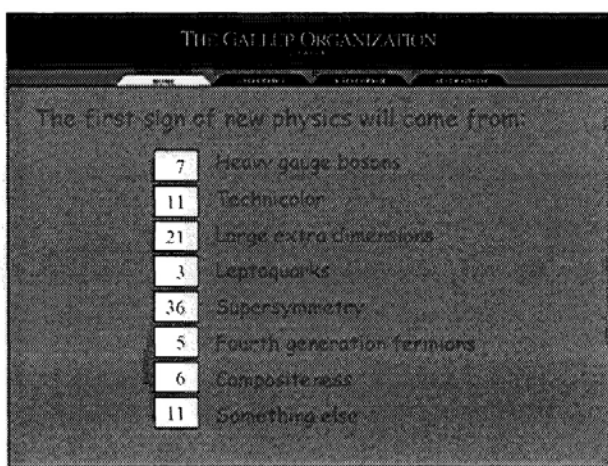 THE GALLUP ORGANIZATION
HOME
The first sign of new physics will come from:
7 Heavy gauge bosons
11 Technicolor
21 Large extra dimensions
3 Leptoquarks
36 Supersymmetry
5 Fourth generation fermions
6 Compositeness
11 Something else